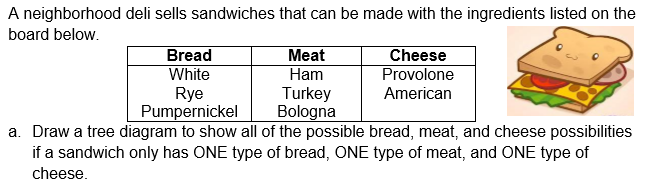 A neighborhood deli sells sandwiches that can be made with the ingredients listed on the
board below.
Bread Meat Cheese
White Ham Provolone
Rye Turkey American
Pumpernickel Bologna
a. Draw a tree diagram to show all of the possible bread, meat, and cheese possibilities
if a sandwich only has ONE type of bread, ONE type of meat, and ONE type of
cheese.